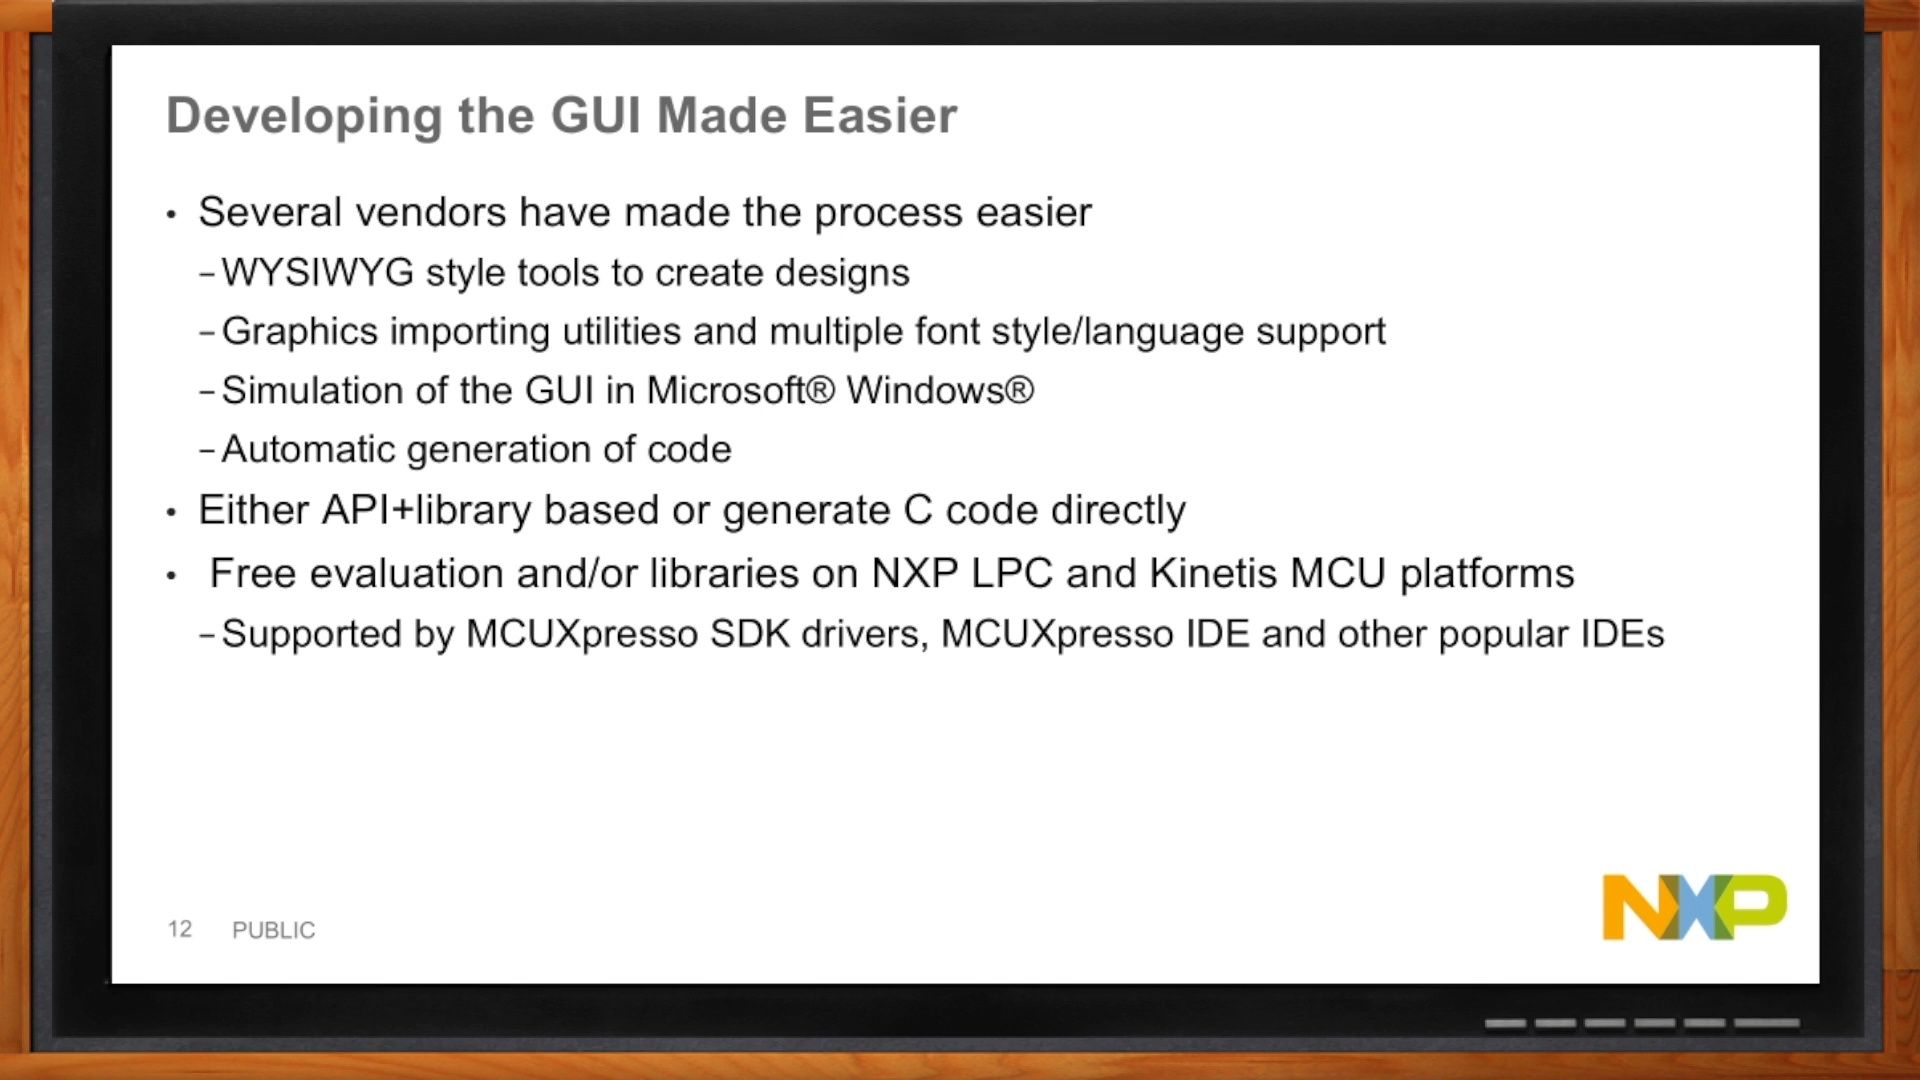 Developing the GUI Made Easier
• Several vendors have made the process easier
–WYSIWYG style tools to create designs
–Graphics importing utilities and multiple font style/language support
–Simulation of the GUI in Microsoft® Windows®
–Automatic generation of code
• Either API+library based or generate C code directly
• Free evaluation and/or libraries on NXP LPC and Kinetis MCU platforms
–Supported by MCUXpresso SDK drivers, MCUXpresso IDE and other popular IDEs
12 PUBLIC
NXP